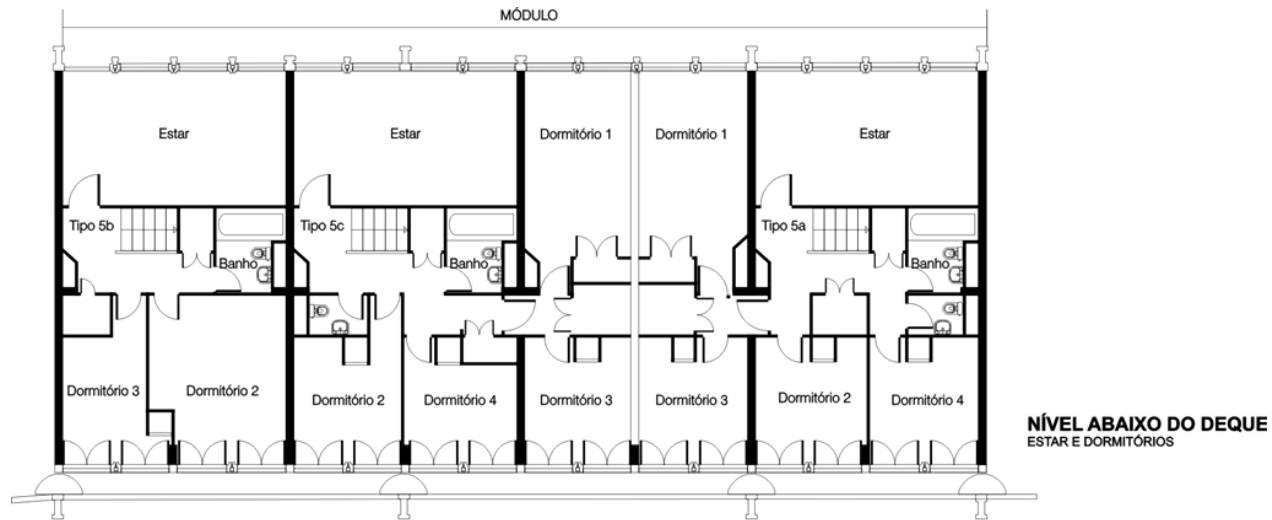 MÓDULO
Estar
Estar
Dormitório 1
Dormitório 1
Estar
Tipo 5b
Tipo 5c
Tipo 5a
Banho
Banho
Banho
Dormitório 3
Dormitório 2
Dormitório 2
Dormitório 4
Dormitório 3
Dormitório 3
Dormitório 2
Dormitório 4
NÍVEL ABAIXO DO DEQUE
ESTAR E DORMITÓRIOS